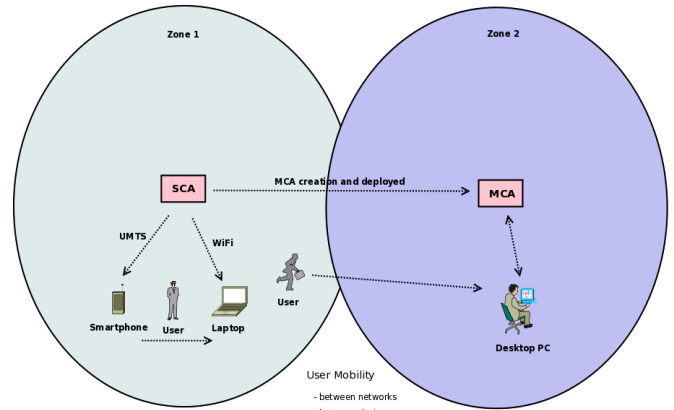 Zone 1
Zone 2
MCA creation and deployed
SCA
MCA
UMTS
WiFi
User
Smartphone
User
Laptop
Desktop PC
User Mobility
- between networks